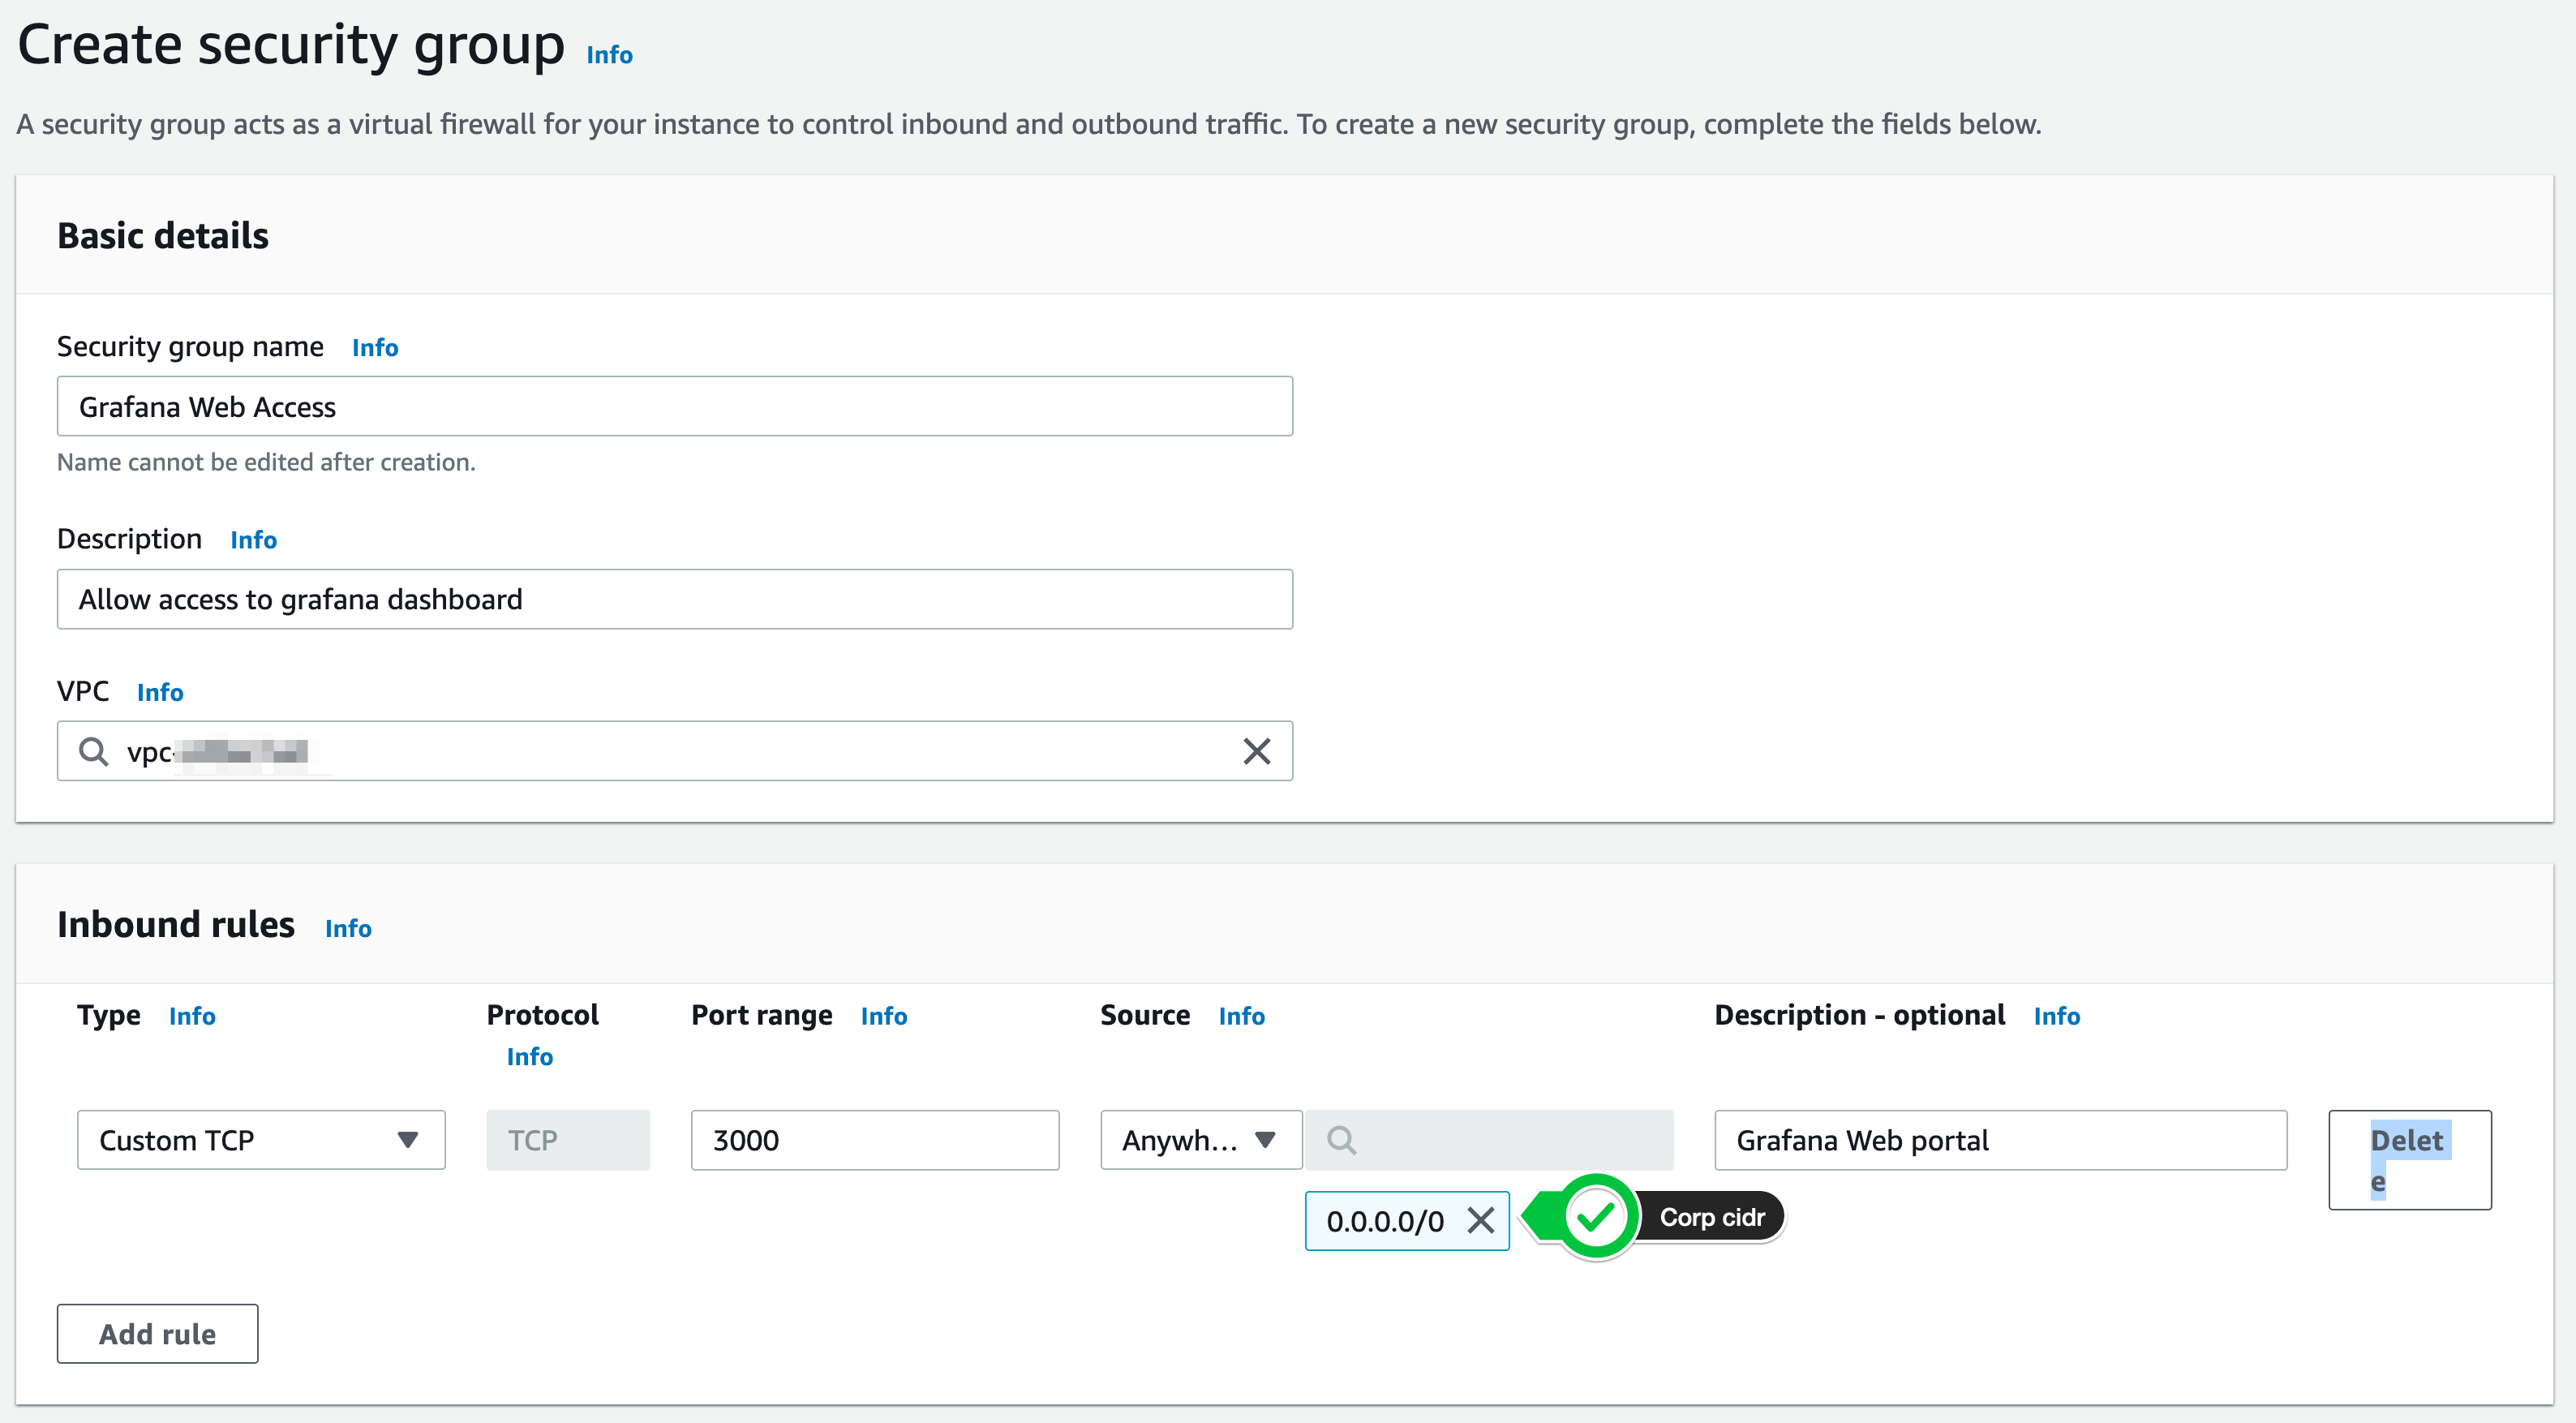 Create security group Info
A security group acts as a virtual firewall for your instance to control inbound and outbound traffic. To create a new security group, complete the fields below.
Basic details
Security group name Info
Grafana Web Access
Name cannot be edited after creation.
Description Info
Allow access to grafana dashboard
VPC Info
vpc-
Inbound rules Info
Type Info Protocol Info Port range Info Source Info Description - optional Info
Custom TCP TCP 3000 Anywh... Grafana Web portal Delet
e
0.0.0.0/0 Corp cidr
Add rule